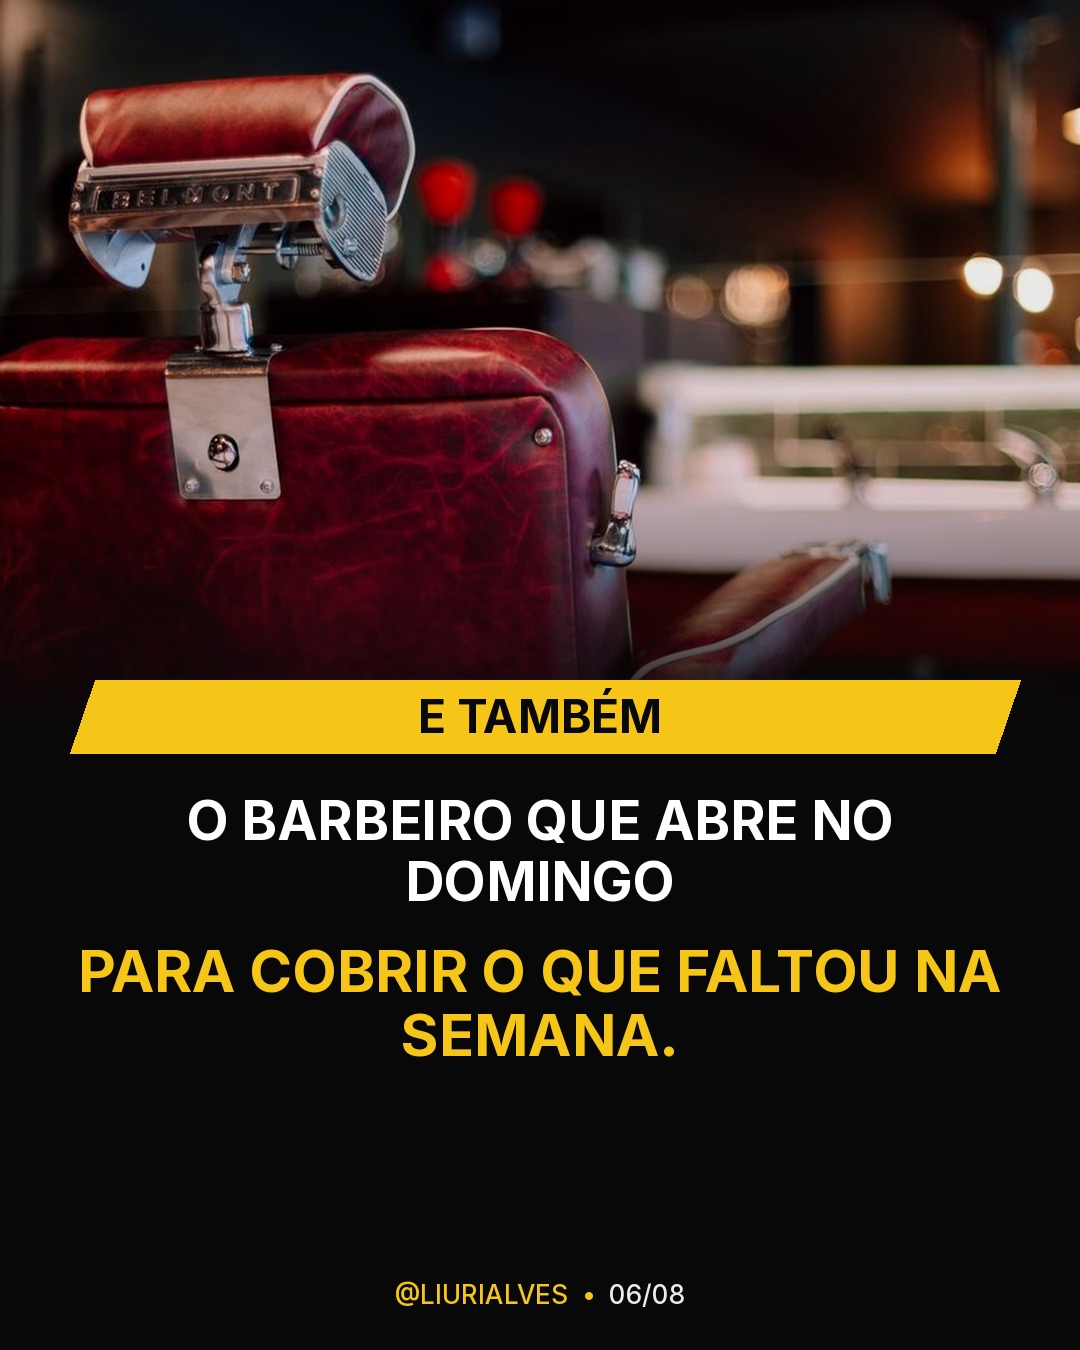 BELMONT
E TAMBÉM
O BARBEIRO QUE ABRE NO
DOMINGO
PARA COBRIR O QUE FALTOU NA
SEMANA.
@LIURIALVES • 06/08